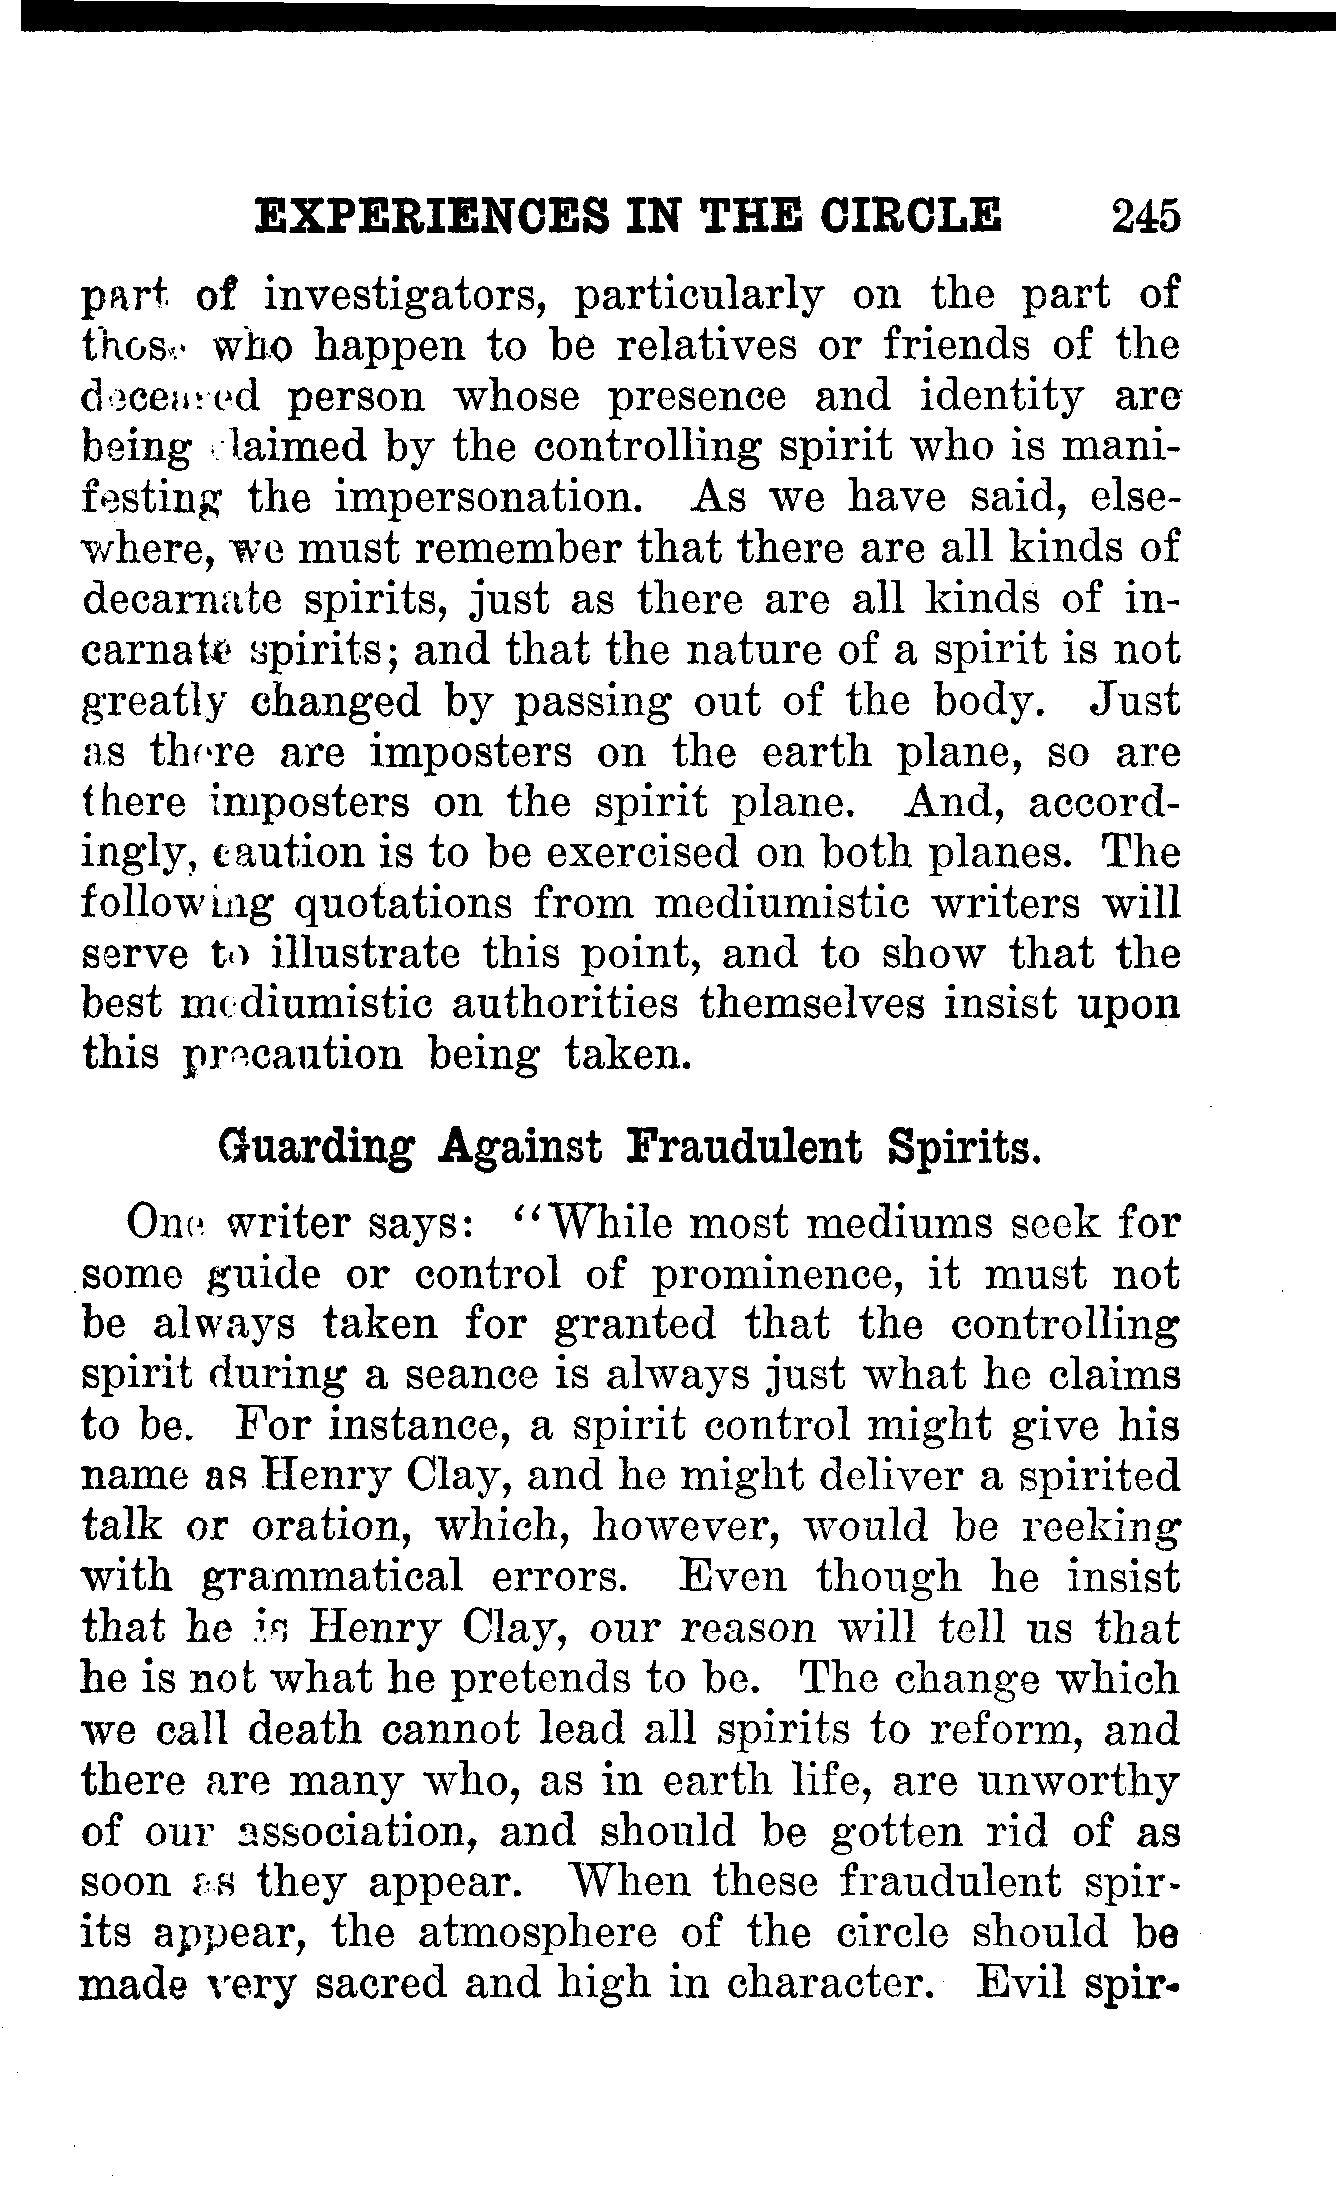 EXPERIENCES IN THE CIRCLE 245
part of investigators, particularly on the part of
those who happen to be relatives or friends of the
deceased person whose presence and identity are
being claimed by the controlling spirit who is mani-
festing the impersonation. As we have said, else-
where, we must remember that there are all kinds of
decarnate spirits, just as there are all kinds of in-
carnate spirits; and that the nature of a spirit is not
greatly changed by passing out of the body. Just
as there are imposters on the earth plane, so are
there imposters on the spirit plane. And, accord-
ingly, caution is to be exercised on both planes. The
following quotations from mediumistic writers will
serve to illustrate this point, and to show that the
best mediumistic authorities themselves insist upon
this precaution being taken.
Guarding Against Fraudulent Spirits.
One writer says: "While most mediums seek for
some guide or control of prominence, it must not
be always taken for granted that the controlling
spirit during a seance is always just what he claims
to be. For instance, a spirit control might give his
name as Henry Clay, and he might deliver a spirited
talk or oration, which, however, would be reeking
with grammatical errors. Even though he insist
that he is Henry Clay, our reason will tell us that
he is not what he pretends to be. The change which
we call death cannot lead all spirits to reform, and
there are many who, as in earth life, are unworthy
of our association, and should be gotten rid of as
soon as they appear. When these fraudulent spir-
its appear, the atmosphere of the circle should be
made very sacred and high in character. Evil spir-